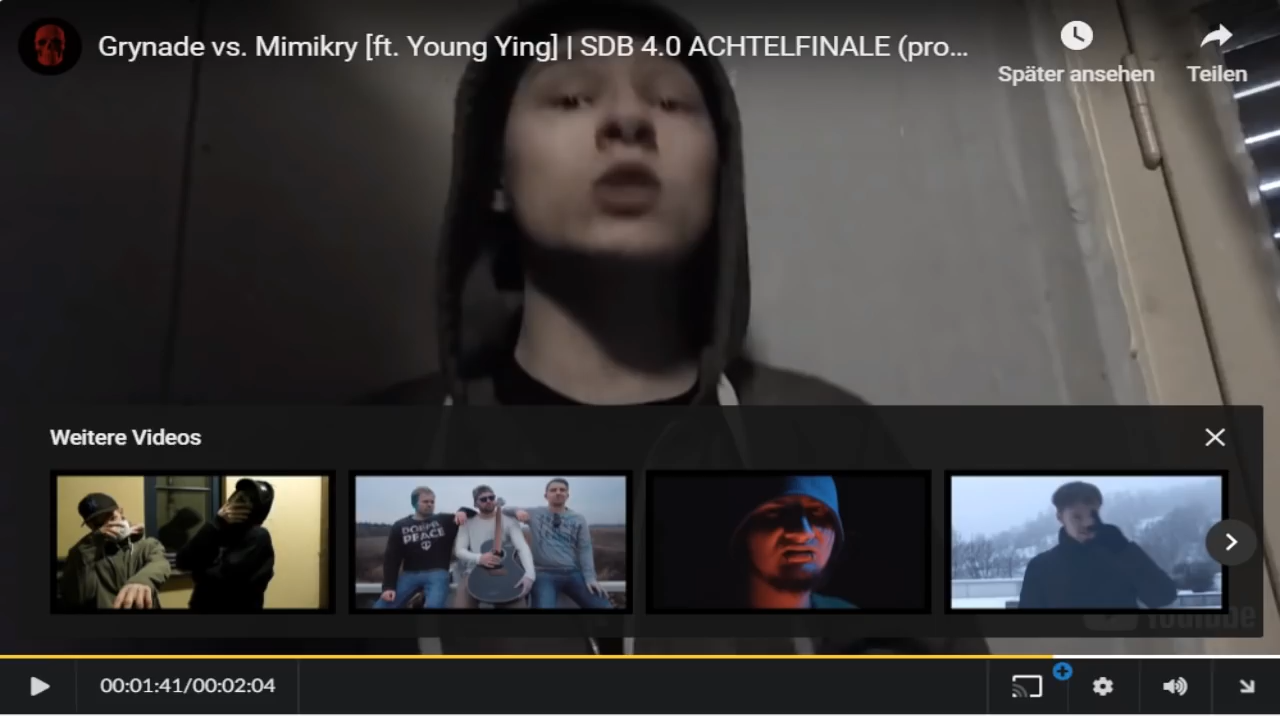 Grynade vs. Mimikry [ft. Young Ying] | SDB 4.0 ACHTELFINALE (pro...
Später ansehen
Teilen
Weitere Videos
PEACE
YouTube
00:01:41/00:02:04